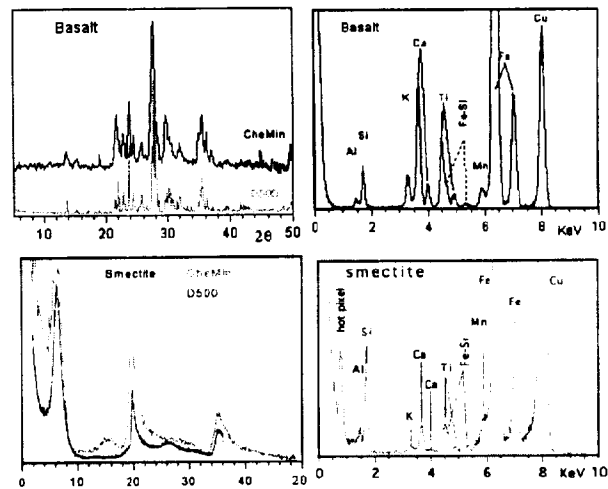 Basalt
CheMin
D500
10 20 30 40 2θ 50
Basalt
Ca
Cu
Fe
K
Ti
Fe-Si
Si
Al
Mn
0 2 4 6 8 10
KeV
Smectite CheMin
D500
0 10 20 30 40
smectite
Fe
Cu
hot pixel
Si
Fe
Mn
Al
Ca
Ti
Fe-Si
Ca
K
0 2 4 6 8 10
KeV